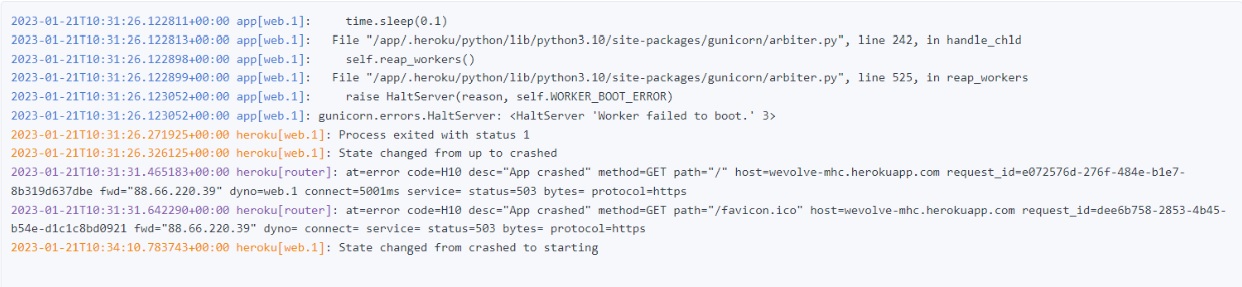 2023-01-21T10:31:26.122811+00:00 app[web.1]:     time.sleep(0.1)
2023-01-21T10:31:26.122813+00:00 app[web.1]:   File "/app/.heroku/python/lib/python3.10/site-packages/gunicorn/arbiter.py", line 242, in handle_chld
2023-01-21T10:31:26.122898+00:00 app[web.1]:     self.reap_workers()
2023-01-21T10:31:26.122899+00:00 app[web.1]:   File "/app/.heroku/python/lib/python3.10/site-packages/gunicorn/arbiter.py", line 525, in reap_workers
2023-01-21T10:31:26.123052+00:00 app[web.1]:     raise HaltServer(reason, self.WORKER_BOOT_ERROR)
2023-01-21T10:31:26.123052+00:00 app[web.1]: gunicorn.errors.HaltServer: <HaltServer 'Worker failed to boot.' 3>
2023-01-21T10:31:26.271925+00:00 heroku[web.1]: Process exited with status 1
2023-01-21T10:31:26.326125+00:00 heroku[web.1]: State changed from up to crashed
2023-01-21T10:31:31.465183+00:00 heroku[router]: at=error code=H10 desc="App crashed" method=GET path="/" host=wevolve-mhc.herokuapp.com request_id=e072576d-276f-484e-b1e7-
8b319d637dbe fwd="88.66.220.39" dyno=web.1 connect=5001ms service= status=503 bytes= protocol=https
2023-01-21T10:31:31.642290+00:00 heroku[router]: at=error code=H10 desc="App crashed" method=GET path="/favicon.ico" host=wevolve-mhc.herokuapp.com request_id=dee6b758-2853-4b45-
b54e-d1c1c8bd0921 fwd="88.66.220.39" dyno= connect= service= status=503 bytes= protocol=https
2023-01-21T10:34:10.783743+00:00 heroku[web.1]: State changed from crashed to starting